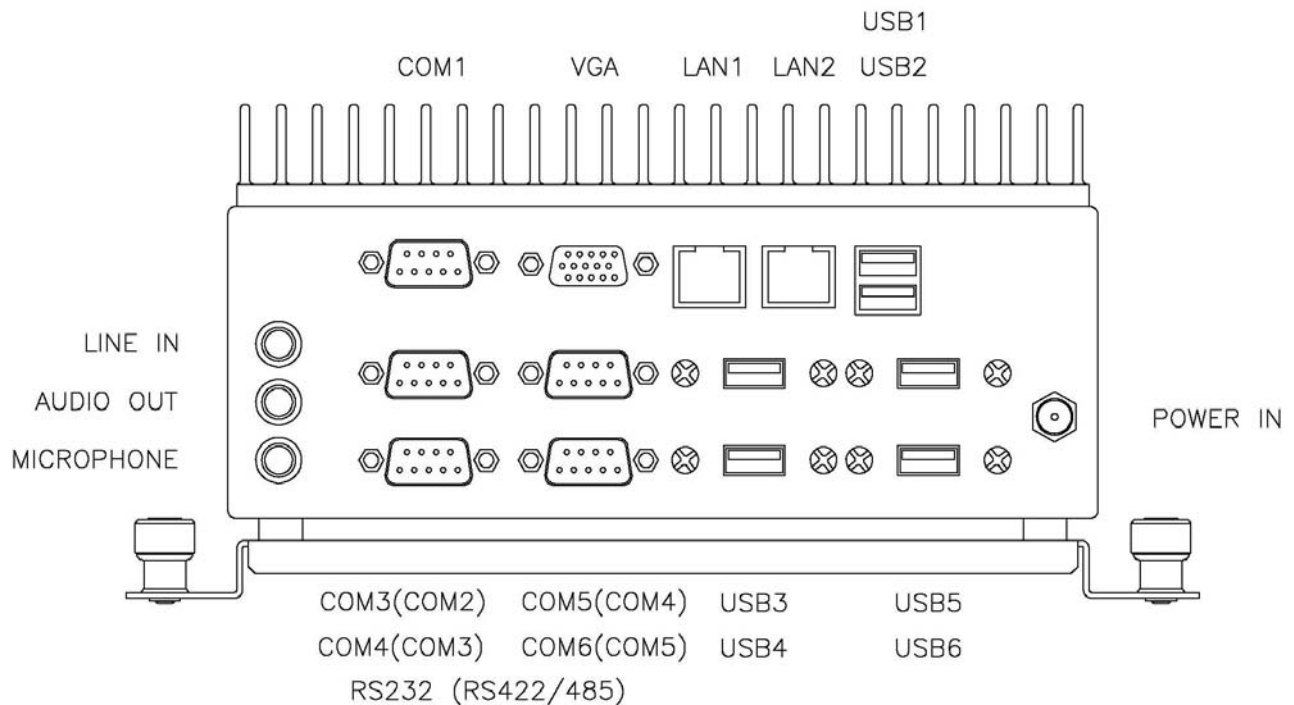 USB1
COM1 VGA LAN1 LAN2 USB2
LINE IN
AUDIO OUT
POWER IN
MICROPHONE
COM3(COM2) COM5(COM4) USB3 USB5
COM4(COM3) COM6(COM5) USB4 USB6
RS232 (RS422/485)